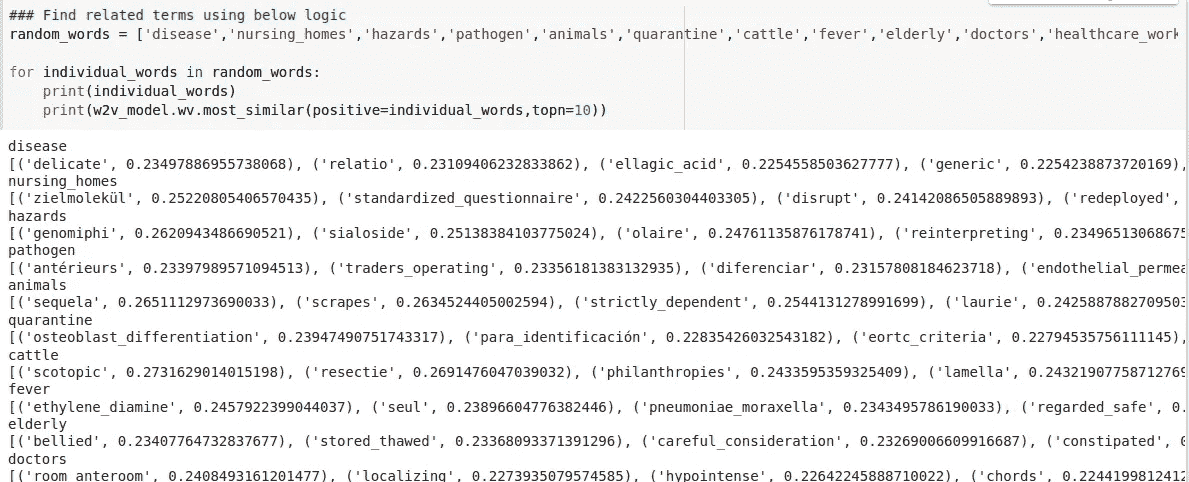 ### Find related terms using below logic
random_words = ['disease','nursing_homes','hazards','pathogen','animals','quarantine','cattle','fever','elderly','doctors','healthcare_work
for individual_words in random_words:
print(individual_words)
print(w2v_model.wv.most_similar(positive=individual_words,topn=10))
disease
[('delicate', 0.23497886955738068), ('relatio', 0.23109406232833862), ('ellagic_acid', 0.2254558503627777), ('generic', 0.2254238873720169),
nursing_homes
[('zielmolekül', 0.25220805406570435), ('standardized_questionnaire', 0.2422560304403305), ('disrupt', 0.24142086505889893), ('redeployed',
hazards
[('genomiphi', 0.2620943486690521), ('sialoside', 0.25138384103775024), ('olaire', 0.24761135876178741), ('reinterpreting', 0.23496513068675
pathogen
[('antérieurs', 0.23397989571094513), ('traders_operating', 0.23356181383132935), ('diferenciar', 0.23157808184623718), ('endothelial_permea
animals
[('sequela', 0.2651112973690033), ('scrapes', 0.2634524405002594), ('strictly_dependent', 0.2544131278991699), ('laurie', 0.2425887882709503
quarantine
[('osteoblast_differentiation', 0.23947490751743317), ('para_identificación', 0.22835426032543182), ('eortc_criteria', 0.22794535756111145),
cattle
[('scotopic', 0.2731629014015198), ('resectie', 0.2691476047039032), ('philanthropies', 0.2433595359325409), ('lamella', 0.24321907758712769
fever
[('ethylene_diamine', 0.2457922399044037), ('seul', 0.23896604776382446), ('pneumoniae_moraxella', 0.2343495786190033), ('regarded_safe', 0.
elderly
[('bellied', 0.23407764732837677), ('stored_thawed', 0.23368093371391296), ('careful_consideration', 0.23269006609916687), ('constipated', 0
doctors
[('room_anteroom', 0.2408493161201477), ('localizing', 0.2273935079574585), ('hypointense', 0.22642245888710022), ('chords', 0.2244199812412